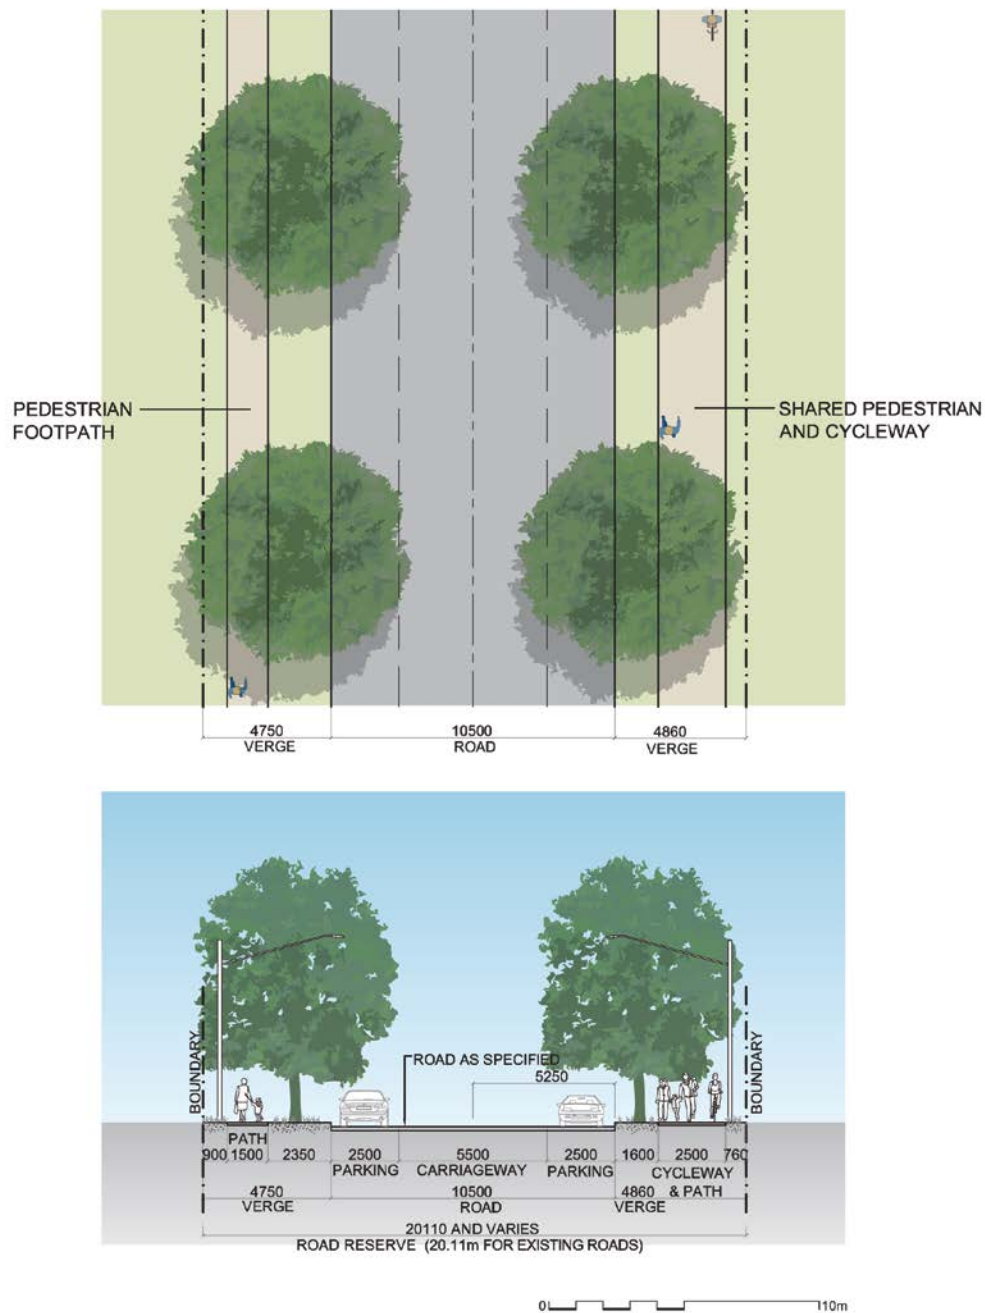 PEDESTRIAN
FOOTPATH
SHARED PEDESTRIAN
AND CYCLEWAY
4750
VERGE
10500
ROAD
4860
VERGE
BOUNDARY
ROAD AS SPECIFIED
5250
BOUNDARY
PATH
900 1500 2350 2500 5500 2500 1600 2500 760
PARKING CARRIAGEWAY PARKING CYCLEWAY
& PATH
4750 10500 4860
VERGE ROAD VERGE
20110 AND VARIES
ROAD RESERVE (20.11m FOR EXISTING ROADS)
0 10m